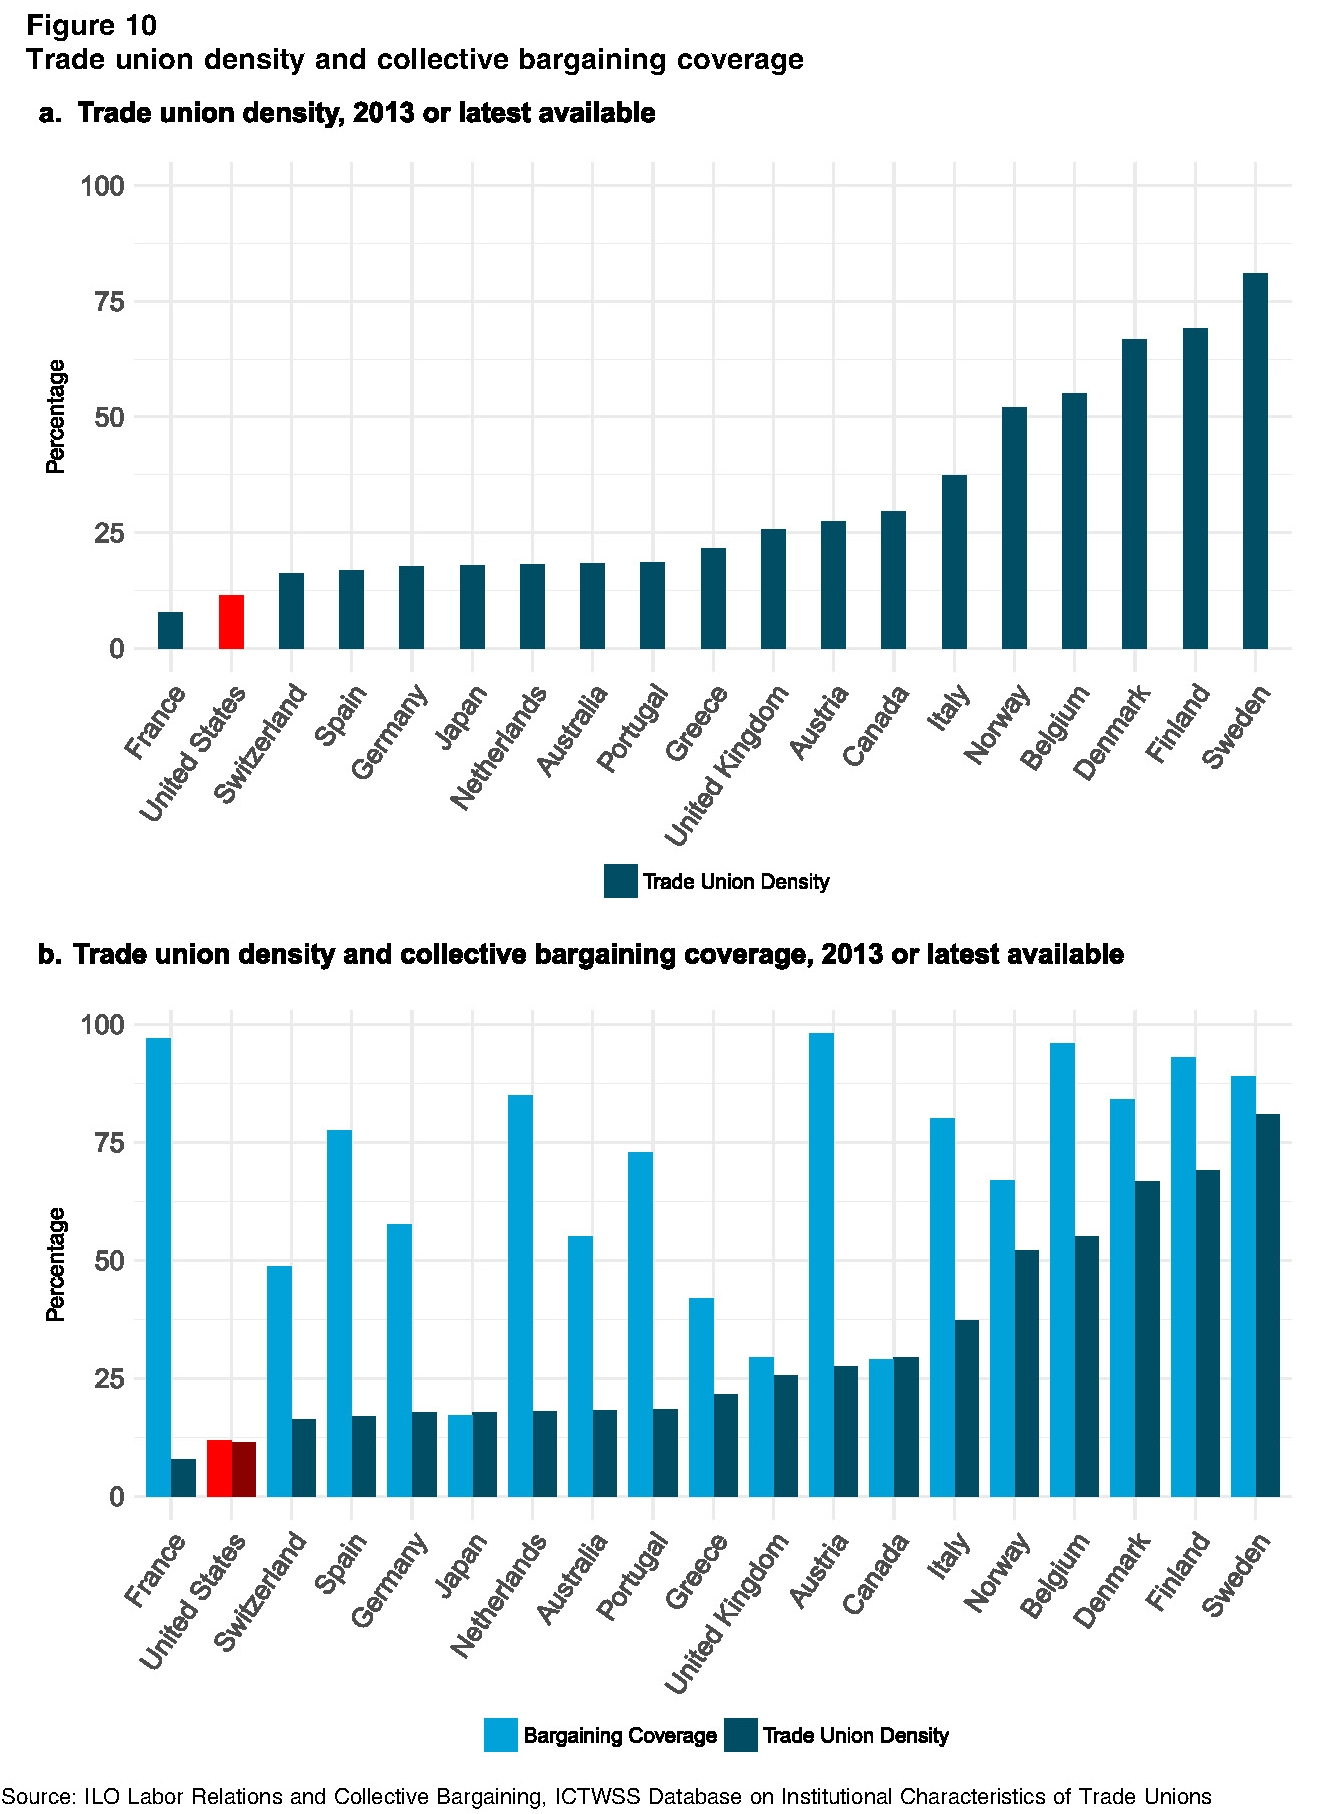 Figure 10
Trade union density and collective bargaining coverage
a. Trade union density, 2013 or latest available
100
75
50
25
0
Percentage
France
United States
Switzerland
Spain
Germany
Japan
Netherlands
Australia
Portugal
Greece
United Kingdom
Austria
Canada
Italy
Norway
Belgium
Denmark
Finland
Sweden
Trade Union Density
b. Trade union density and collective bargaining coverage, 2013 or latest available
100
75
50
25
0
Percentage
France
United States
Switzerland
Spain
Germany
Japan
Netherlands
Australia
Portugal
Greece
United Kingdom
Austria
Canada
Italy
Norway
Belgium
Denmark
Finland
Sweden
Bargaining Coverage Trade Union Density
Source: ILO Labor Relations and Collective Bargaining, ICTWSS Database on Institutional Characteristics of Trade Unions